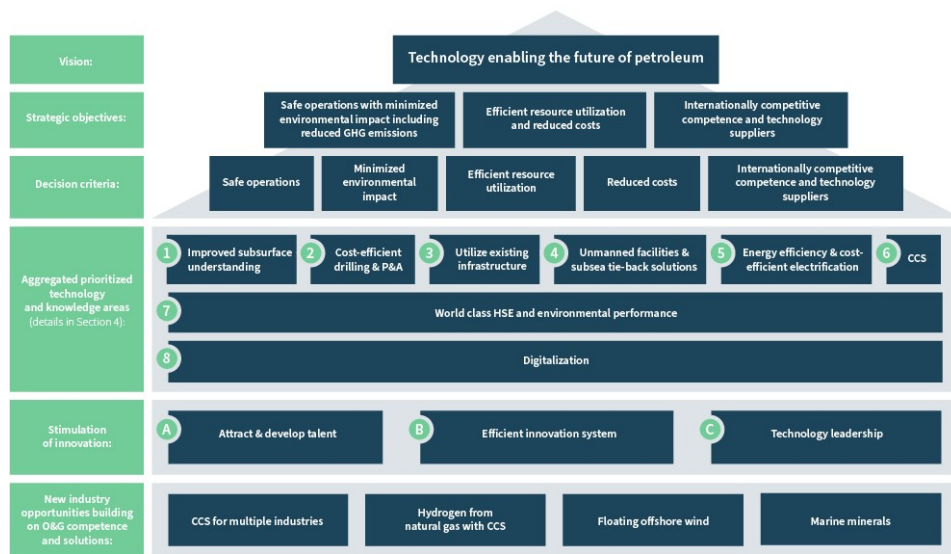 Vision:
Technology enabling the future of petroleum
Strategic objectives:
Safe operations with minimized
environmental impact including
reduced GHG emissions
Efficient resource utilization
and reduced costs
Internationally competitive
competence and technology
suppliers
Decision criteria:
Safe operations
Minimized
environmental
impact
Efficient resource
utilization
Reduced costs
Internationally competitive
competence and technology
suppliers
Aggregated prioritized
technology
and knowledge areas
(details in Section 4):
1
Improved subsurface
understanding
2
Cost-efficient
drilling & P&A
3
Utilize existing
infrastructure
4
Unmanned facilities &
subsea tie-back solutions
5
Energy efficiency & cost-
efficient electrification
6
CCS
7
World class HSE and environmental performance
8
Digitalization
Stimulation
of innovation:
A
Attract & develop talent
B
Efficient innovation system
C
Technology leadership
New industry
opportunities building
on O&G competence
and solutions:
CCS for multiple industries
Hydrogen from
natural gas with CCS
Floating offshore wind
Marine minerals